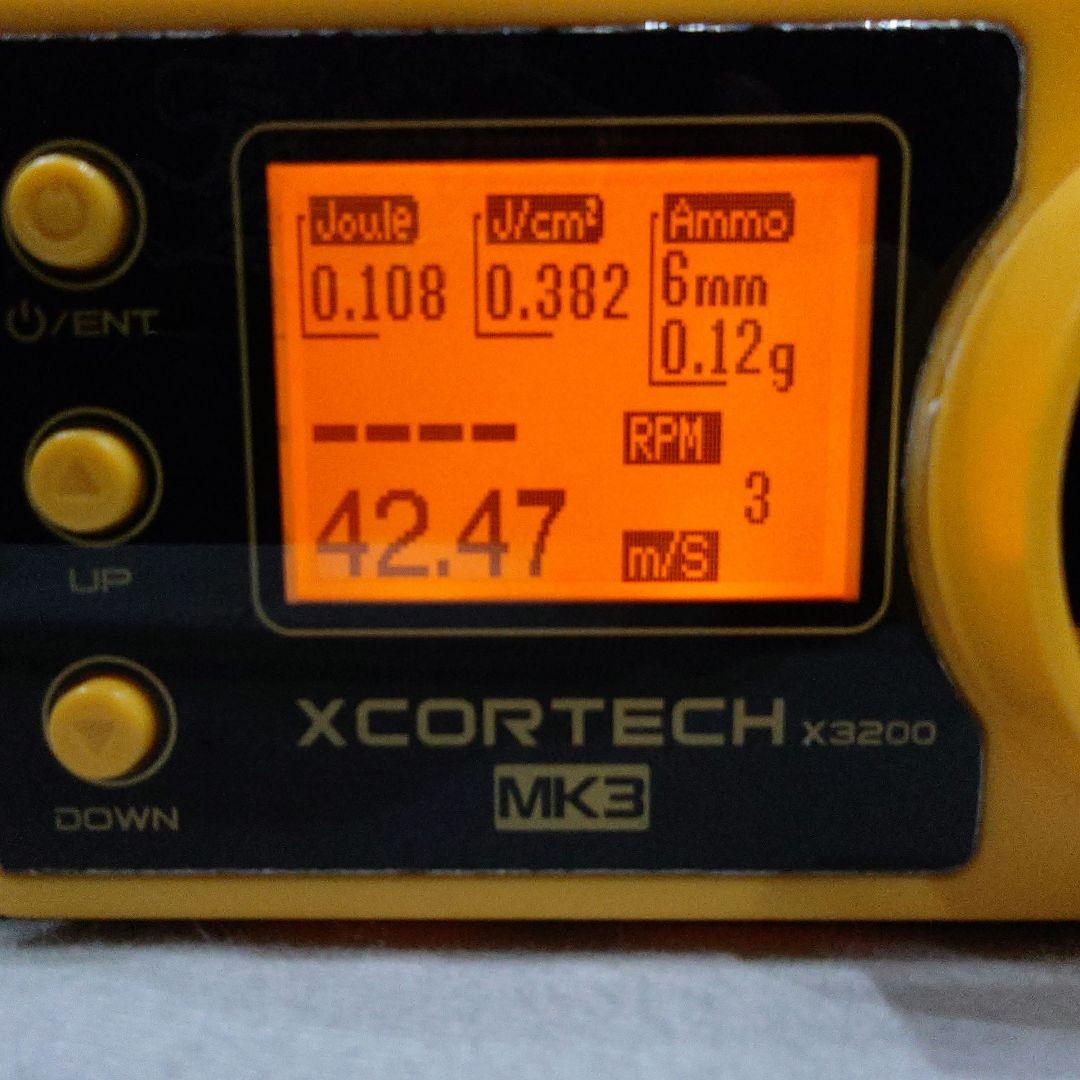 Joule J/cm² Ammo
0.108 0.382 6mm
0.12g
---- RPM
3
42.47 m/S
/ENT
UP
DOWN
XCORTECH X3200
MK3